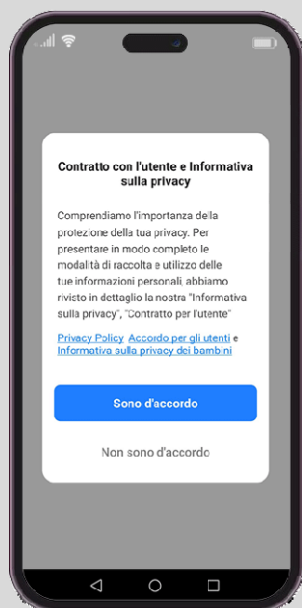 Contratto con l'utente e Informativa
sulla privacy
Comprendiamo l'importanza della
protezione della tua privacy. Per
presentare in modo completo le
modalità di raccolta e utilizzo delle
tue informazioni personali, abbiamo
rivisto in dettaglio la nostra "Informativa
sulla privacy", "Contratto per l'utente"
Privacy Policy Accordo per gli utenti e
Informativa sulla privacy dei bambini
Sono d'accordo
Non sono d'accordo